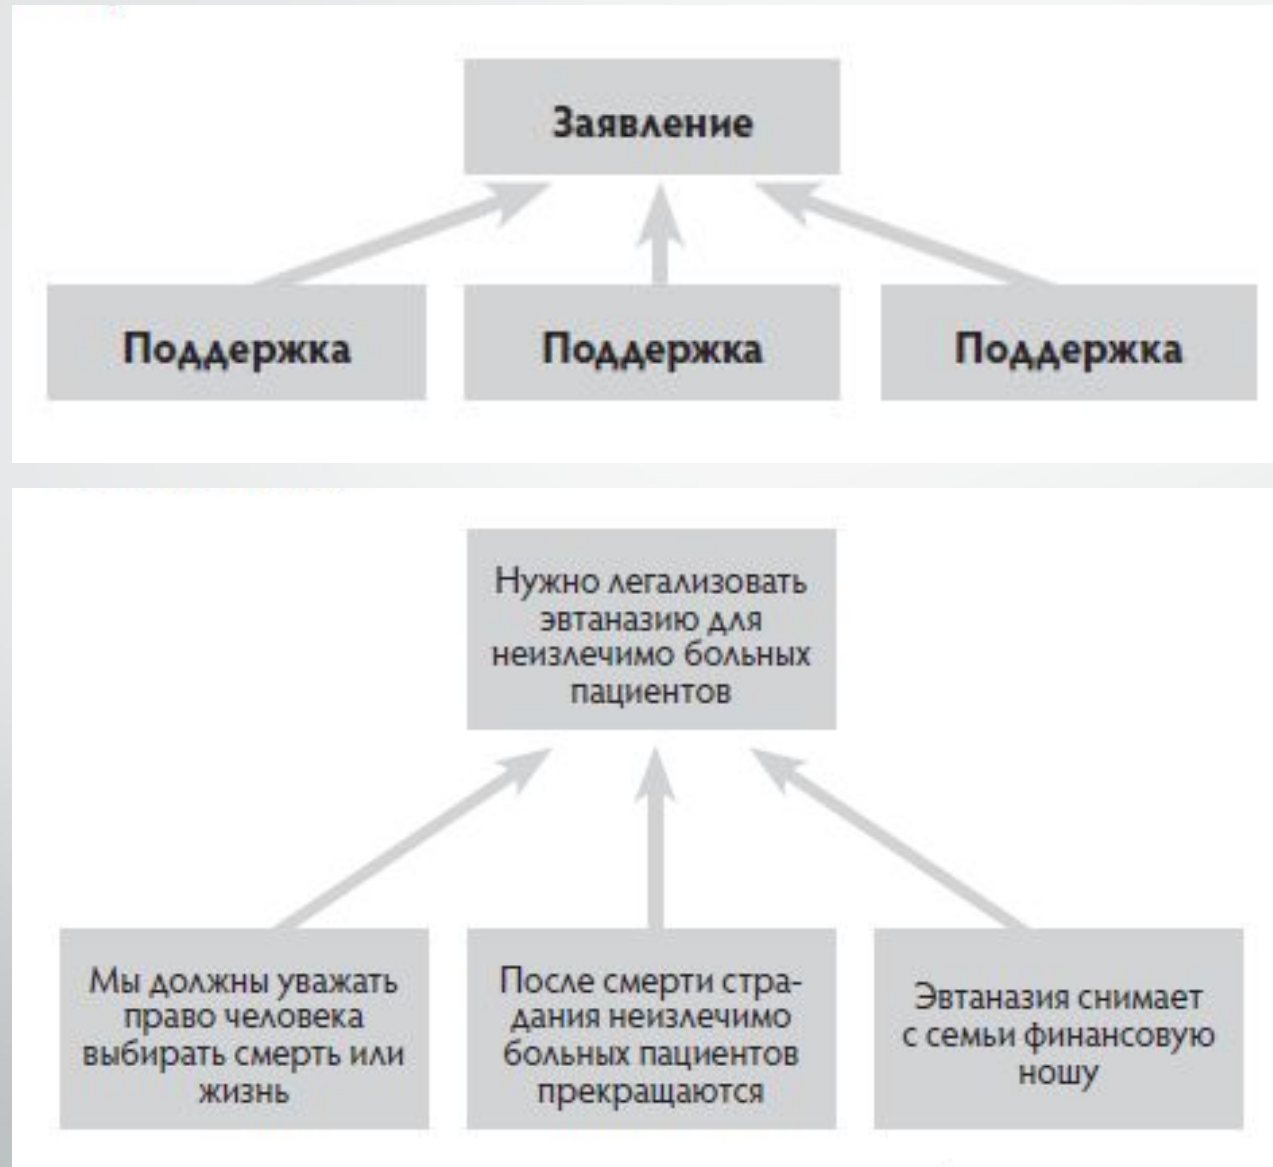 Заявление
Поддержка
Поддержка
Поддержка
Нужно легализовать
эвтаназию для
неизлечимо больных
пациентов
Мы должны уважать
право человека
выбирать смерть или
жизнь
После смерти стра-
дания неизлечимо
больных пациентов
прекращаются
Эвтаназия снимает
с семьи финансовую
ношу